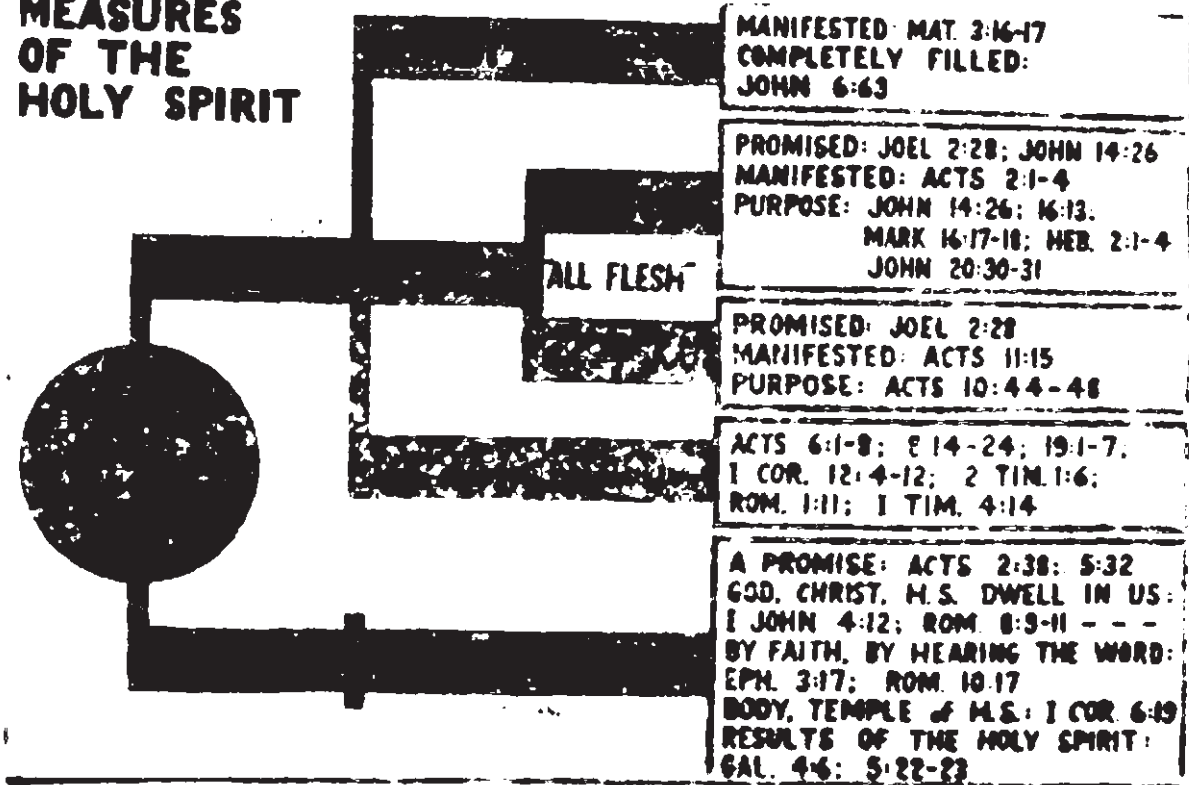 MEASURES
OF THE
HOLY SPIRIT
MANIFESTED MAT. 3:16-17
COMPLETELY FILLED:
JOHN 6:63
PROMISED: JOEL 2:28; JOHN 14:26
MANIFESTED: ACTS 2:1-4
PURPOSE: JOHN 14:26; 16:13.
MARK 16:17-18; HEB. 2:1-4
JOHN 20:30-31
ALL FLESH
PROMISED: JOEL 2:28
MANIFESTED: ACTS 11:15
PURPOSE: ACTS 10:44-48
ACTS 6:1-8; 14-24; 19:1-7.
I COR. 12:4-12; 2 TIM. 1:6;
ROM. 1:11; I TIM. 4:14
A PROMISE: ACTS 2:38; 5:32
GOD, CHRIST, H.S. DWELL IN US:
I JOHN 4:12; ROM. 8:9-11 - - -
BY FAITH, BY HEARING THE WORD:
EPH. 3:17; ROM. 10:17
BODY, TEMPLE of H.S.: I COR. 6:19
RESULTS OF THE HOLY SPIRIT:
GAL. 4:6; 5:22-23